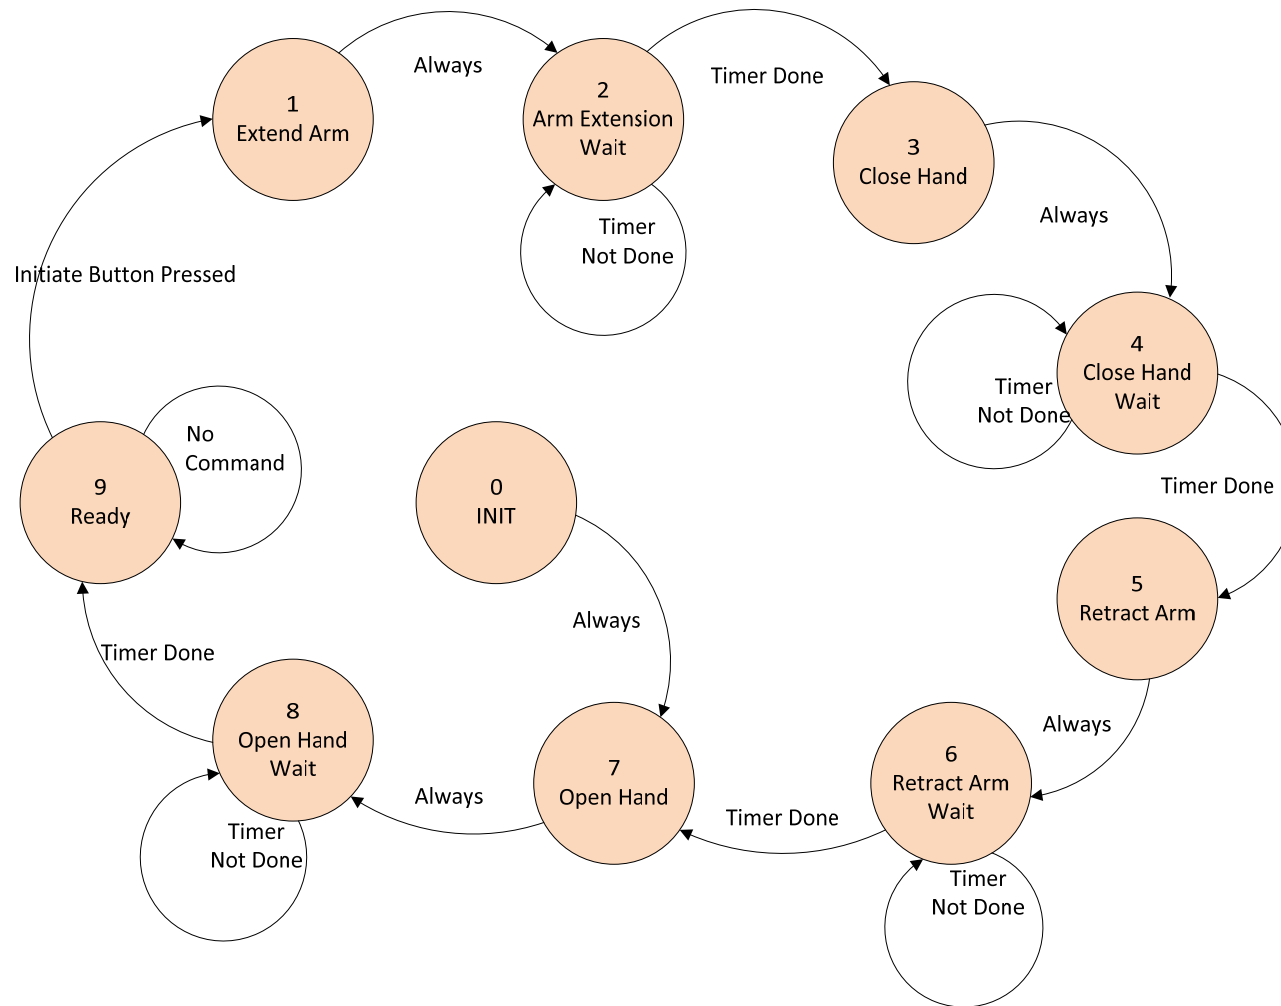 1
Extend Arm
Always
2
Arm Extension
Wait
Timer Done
3
Close Hand
Always
Timer
Not Done
Initiate Button Pressed
4
Close Hand
Wait
Timer
Not Done
Timer Done
9
Ready
No
Command
0
INIT
Always
5
Retract Arm
Always
Timer Done
8
Open Hand
Wait
Timer
Not Done
Always
7
Open Hand
Timer Done
6
Retract Arm
Wait
Timer
Not Done